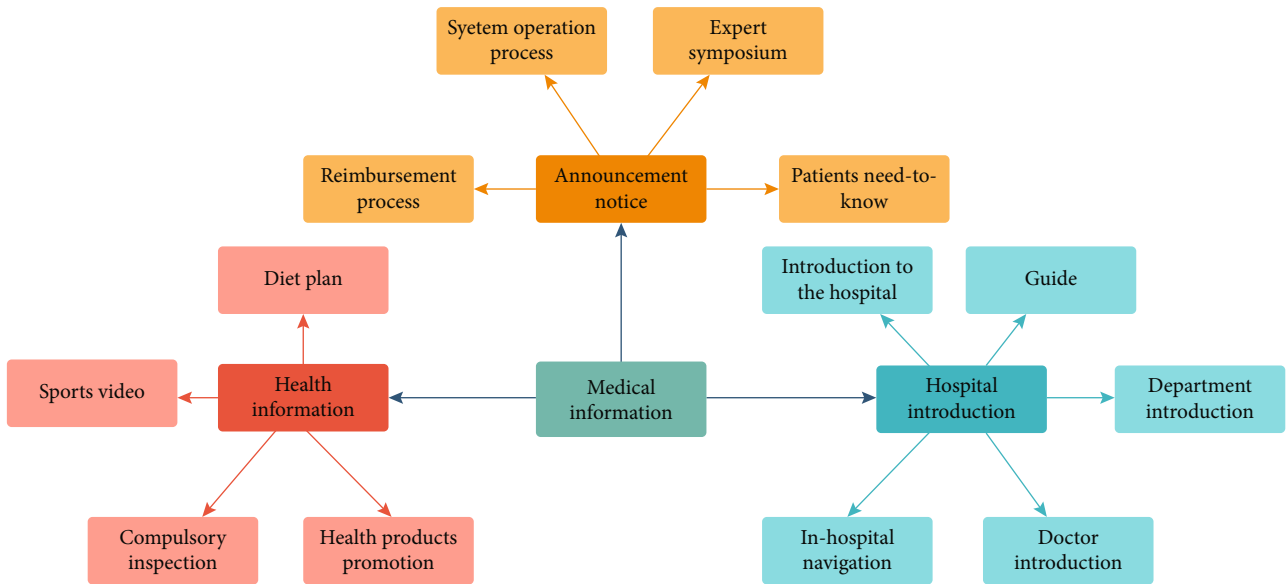 Syetem operation
process
Expert
symposium
Reimbursement
process
Announcement
notice
Patients need-to-
know
Diet plan
Introduction to
the hospital
Guide
Sports video
Health
information
Medical
information
Hospital
introduction
Department
introduction
Compulsory
inspection
Health products
promotion
In-hospital
navigation
Doctor
introduction